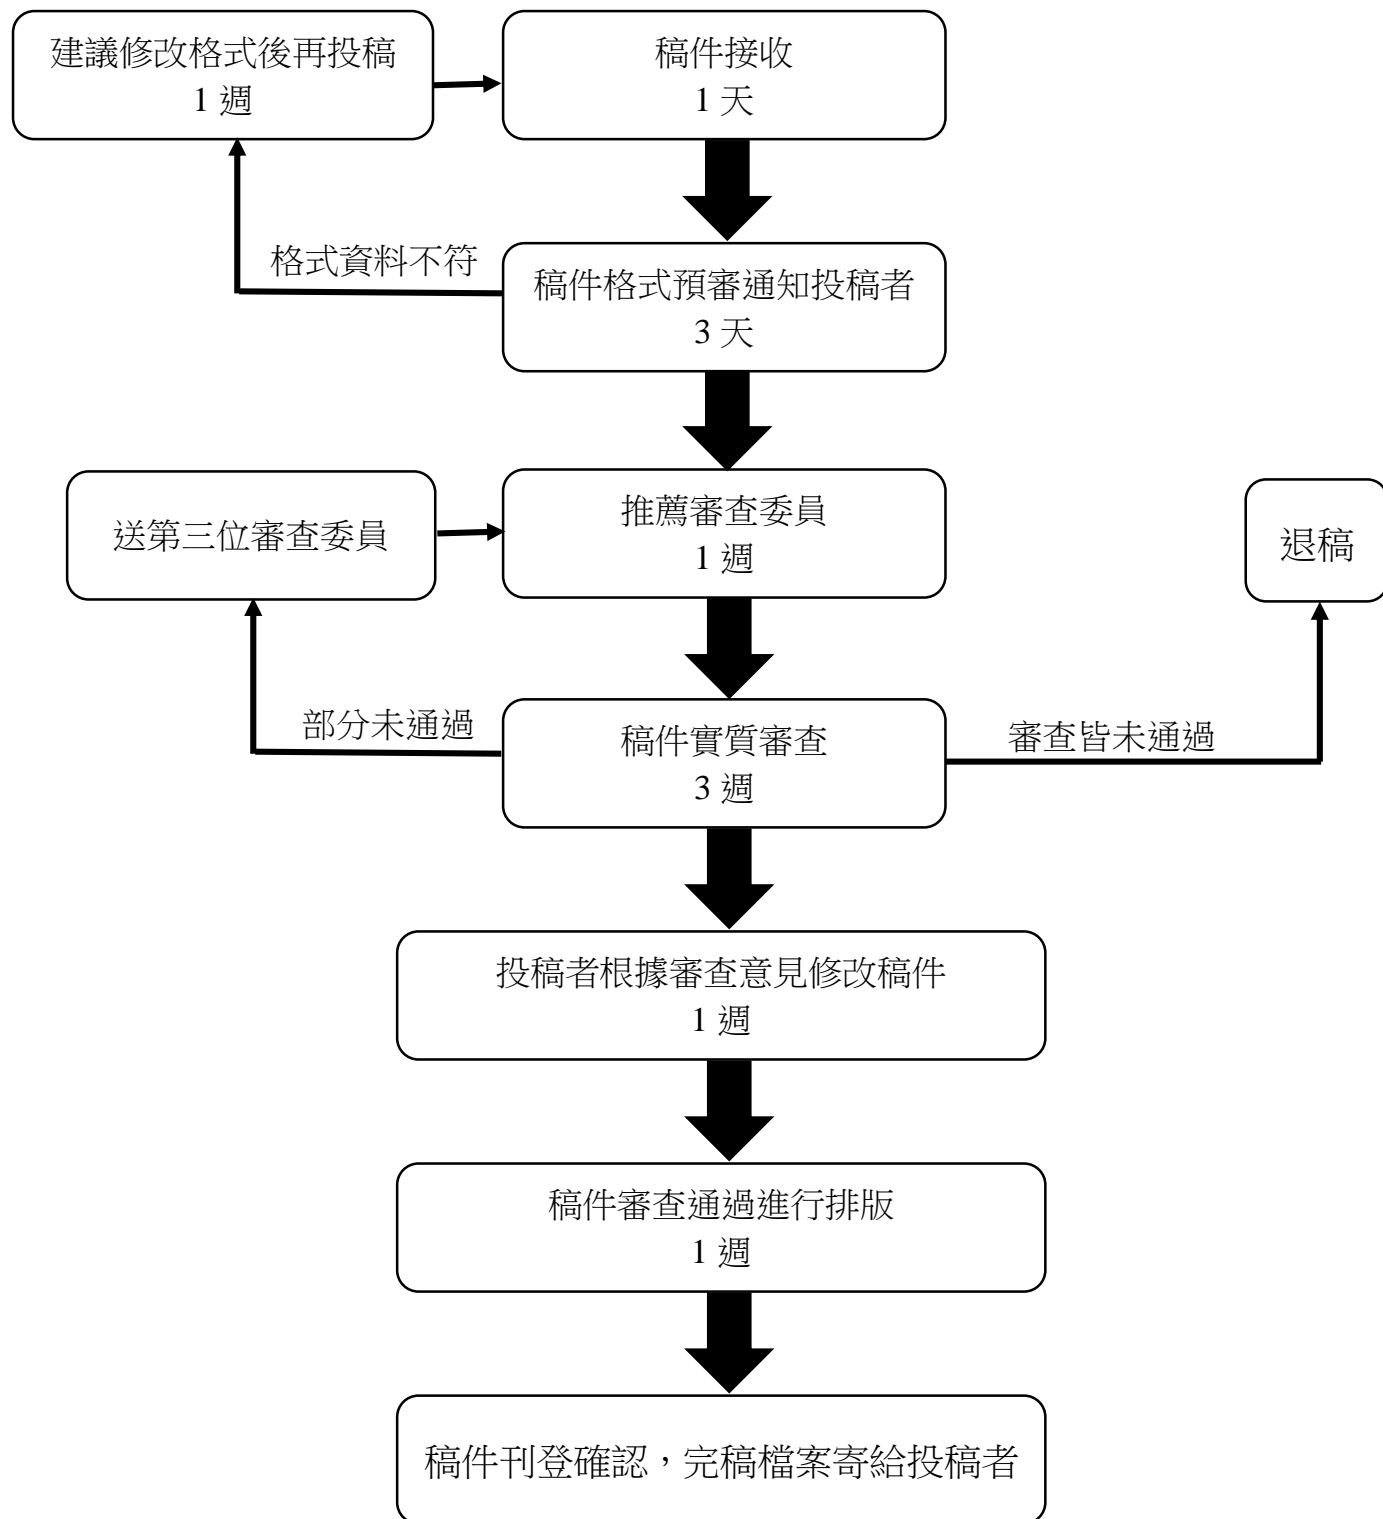 建議修改格式後再投稿
1 週
稿件接收
1 天
格式資料不符
稿件格式預審通知投稿者
3 天
送第三位審查委員
推薦審查委員
1 週
退稿
部分未通過
稿件實質審查
3 週
審查皆未通過
投稿者根據審查意見修改稿件
1 週
稿件審查通過進行排版
1 週
稿件刊登確認，完稿檔案寄給投稿者